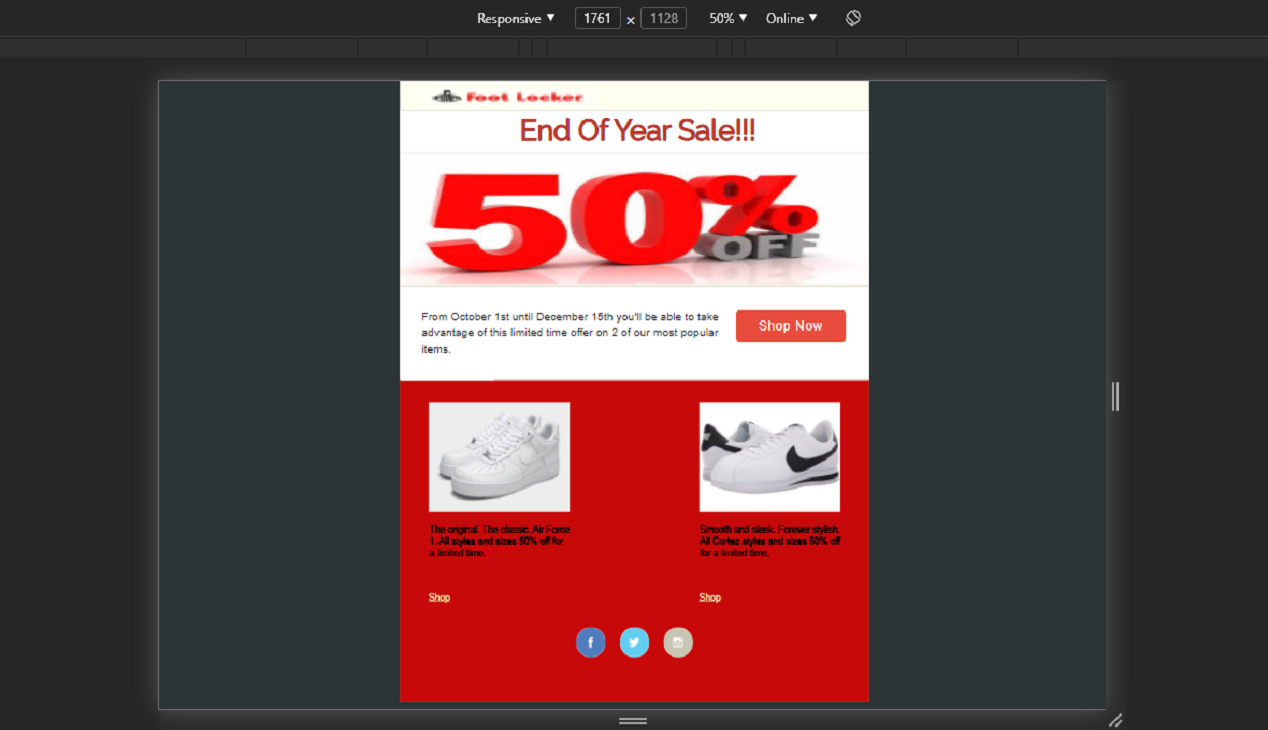 Responsive 1761 × 1128 50% Online
Foot Locker
End Of Year Sale!!!
50%
OFF
From October 1st until December 15th you'll be able to take
advantage of this limited time offer on 2 of our most popular
items.
Shop Now
The original. The classic. Air Force
1. All styles and sizes 50% off for
a limited time.
Smooth and sleek. Forever stylish.
All Cortez styles and sizes 50% off
for a limited time.
Shop
Shop